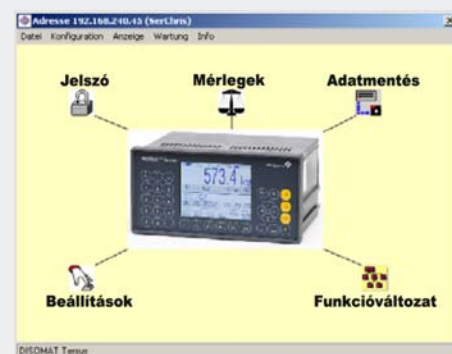 Adresse 192.168.240.45 (SerChris)
Datei Konfiguration Anzeige Wartung Info
Jelszó Mérlegek Adatmentés
573.4 kg
Beállítások Funkcióváltozat
DISOMAT Tersus